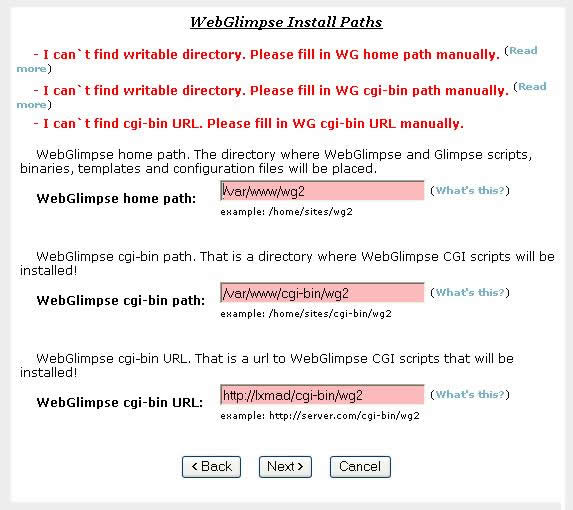 WebGlimpse Install Paths
- I can`t find writable directory. Please fill in WG home path manually. (Read
more)
- I can`t find writable directory. Please fill in WG cgi-bin path manually. (Read
more)
- I can`t find cgi-bin URL. Please fill in WG cgi-bin URL manually.
WebGlimpse home path. The directory where WebGlimpse and Glimpse scripts,
binaries, templates and configuration files will be placed.
WebGlimpse home path: /var/www/wg2 (What's this?)
example: /home/sites/wg2
WebGlimpse cgi-bin path. That is a directory where WebGlimpse CGI scripts will be
installed!
WebGlimpse cgi-bin path: /var/www/cgi-bin/wg2 (What's this?)
example: /home/sites/cgi-bin/wg2
WebGlimpse cgi-bin URL. That is a url to WebGlimpse CGI scripts that will be
installed!
WebGlimpse cgi-bin URL: http://lxmad/cgi-bin/wg2 (What's this?)
example: http://server.com/cgi-bin/wg2
< Back Next > Cancel